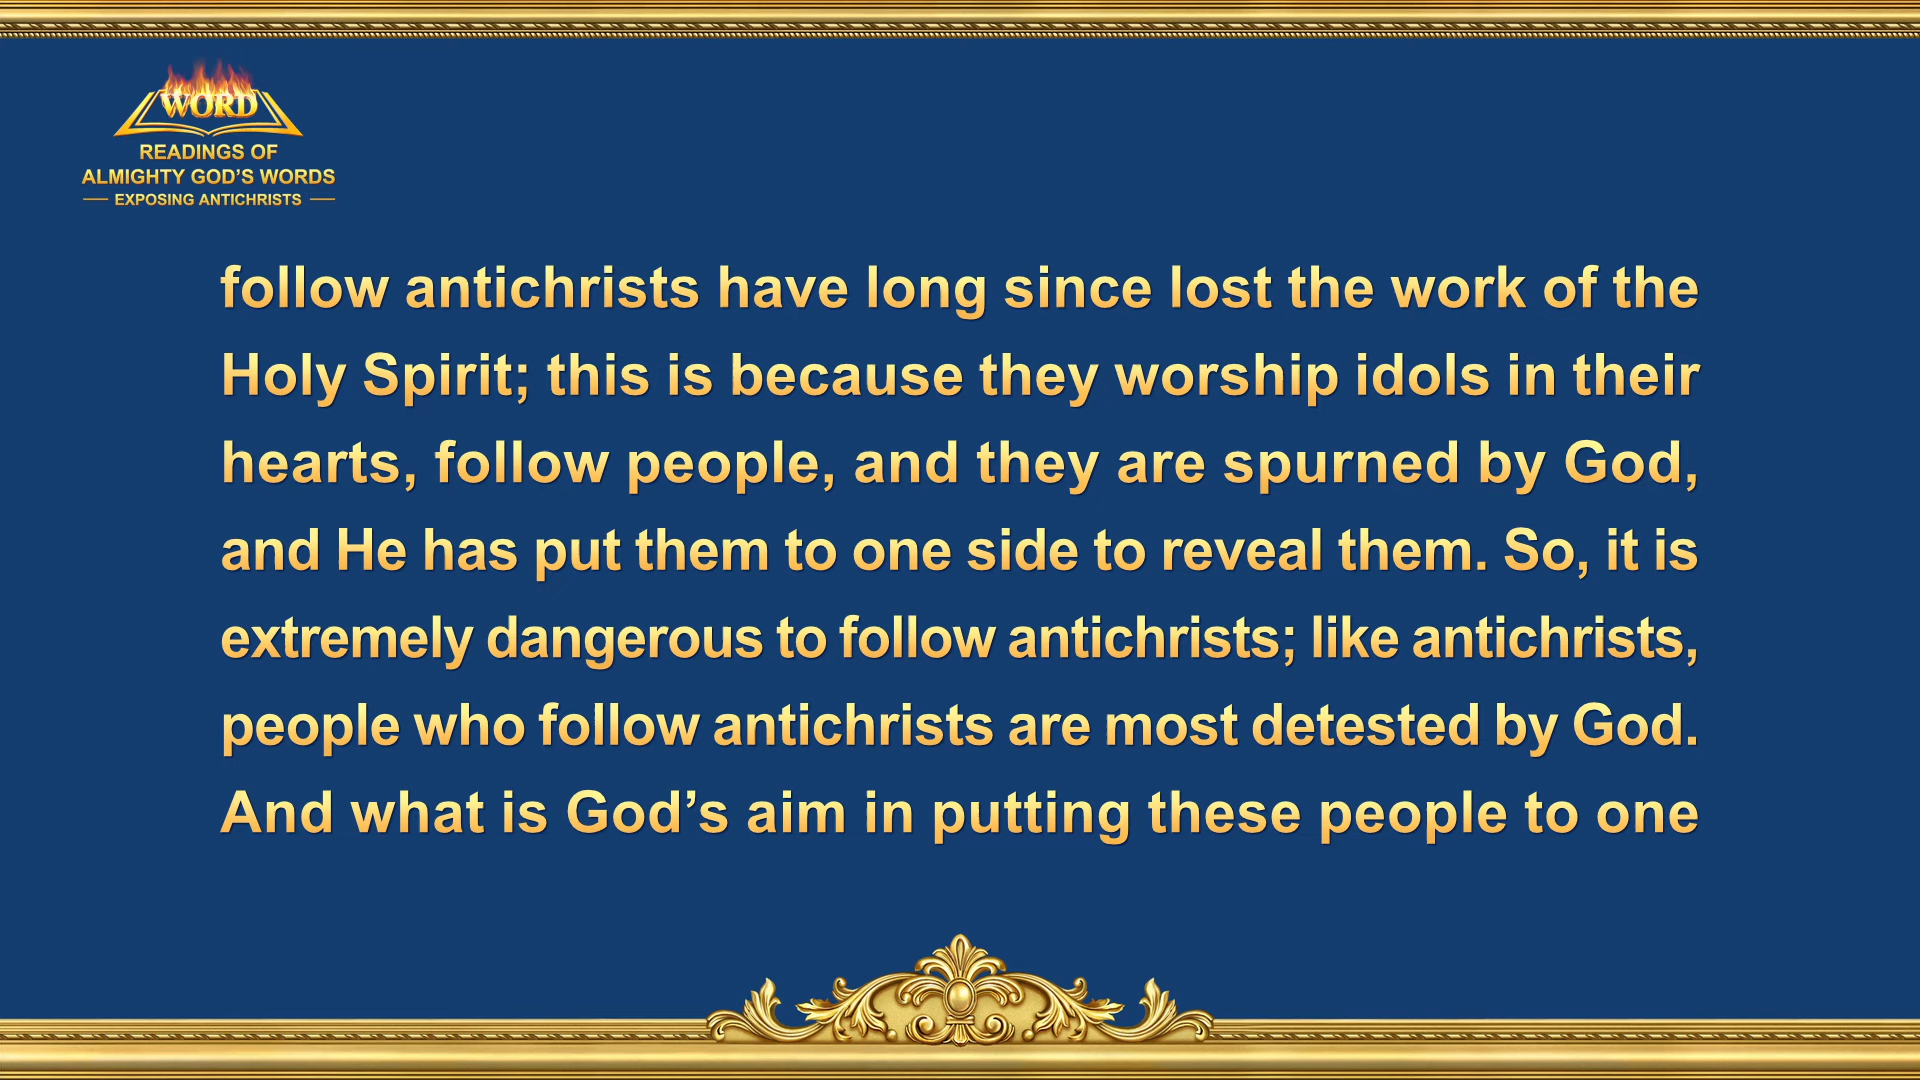 WORD
READINGS OF
ALMIGHTY GOD’S WORDS
EXPOSING ANTICHRISTS
follow antichrists have long since lost the work of the
Holy Spirit; this is because they worship idols in their
hearts, follow people, and they are spurned by God,
and He has put them to one side to reveal them. So, it is
extremely dangerous to follow antichrists; like antichrists,
people who follow antichrists are most detested by God.
And what is God’s aim in putting these people to one